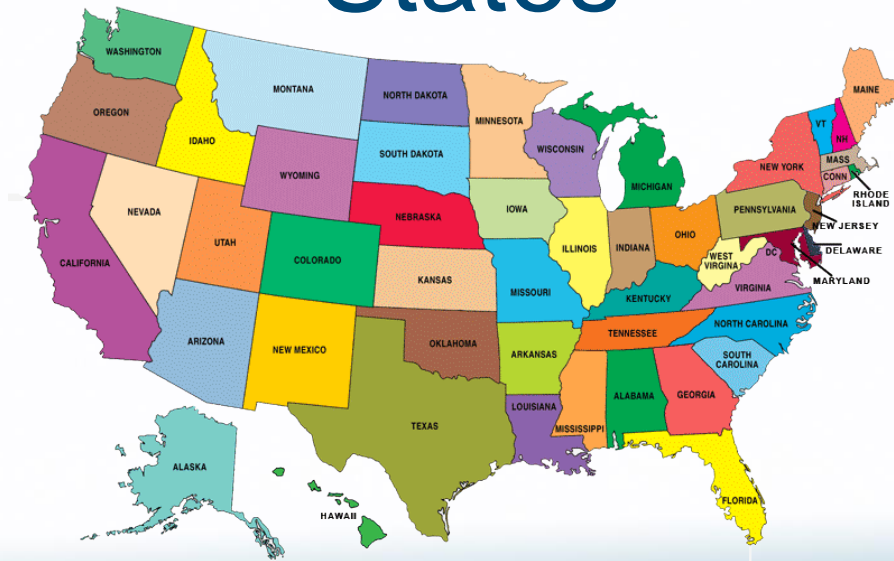 States
WASHINGTON
MONTANA
NORTH DAKOTA
MINNESOTA
MAINE
OREGON
IDAHO
SOUTH DAKOTA
WISCONSIN
MICHIGAN
VT
NH
NEW YORK
MASS
CONN
RHODE
ISLAND
WYOMING
NEBRASKA
IOWA
PENNSYLVANIA
NEW JERSEY
NEVADA
UTAH
COLORADO
KANSAS
ILLINOIS
INDIANA
OHIO
WEST
VIRGINA
DC
DELAWARE
MARYLAND
CALIFORNIA
MISSOURI
KENTUCKY
VIRGINIA
ARIZONA
NEW MEXICO
OKLAHOMA
ARKANSAS
TENNESSEE
NORTH CAROLINA
SOUTH
CAROLINA
TEXAS
LOUISIANA
MISSISSIPPI
ALABAMA
GEORGIA
ALASKA
HAWAII
FLORIDA